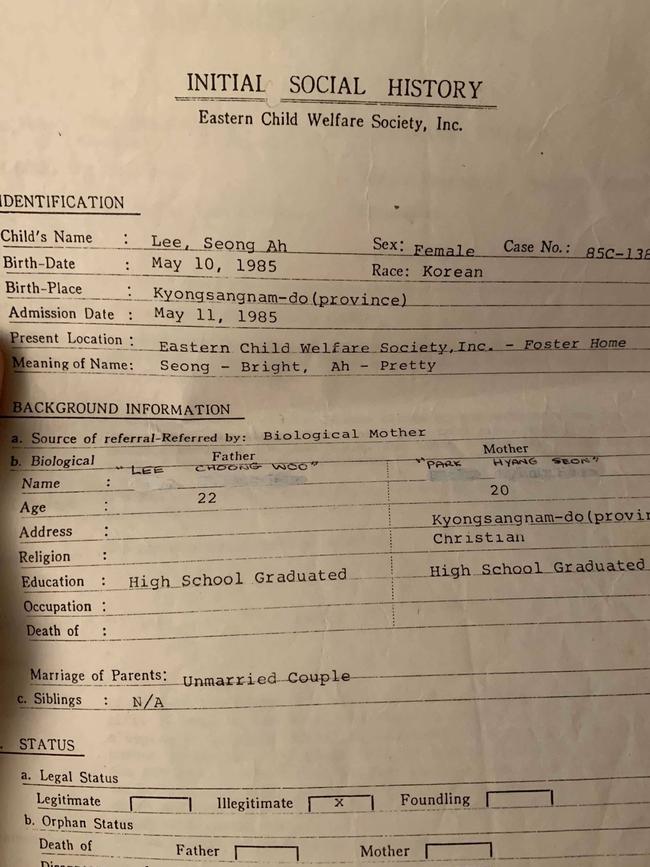 INITIAL SOCIAL HISTORY
Eastern Child Welfare Society, Inc.
IDENTIFICATION
Child's Name : Lee, Seong Ah Sex: Female Case No.: 85C-138
Birth-Date : May 10, 1985 Race: Korean
Birth-Place : Kyongsangnam-do(province)
Admission Date : May 11, 1985
Present Location : Eastern Child Welfare Society,Inc. - Foster Home
Meaning of Name: Seong - Bright, Ah - Pretty
BACKGROUND INFORMATION
a. Source of referral-Referred by: Biological Mother
b. Biological Father Mother
Name : "LEE CHOONG WOO" "PARK HYANG SEON"
Age : 22 20
Address : Kyongsangnam-do(provin
Religion : Christian
Education : High School Graduated High School Graduated
Occupation :
Death of :
Marriage of Parents: Unmarried Couple
c. Siblings : N/A
. STATUS
a. Legal Status
Legitimate Illegitimate x Foundling
b. Orphan Status
Death of Father Mother